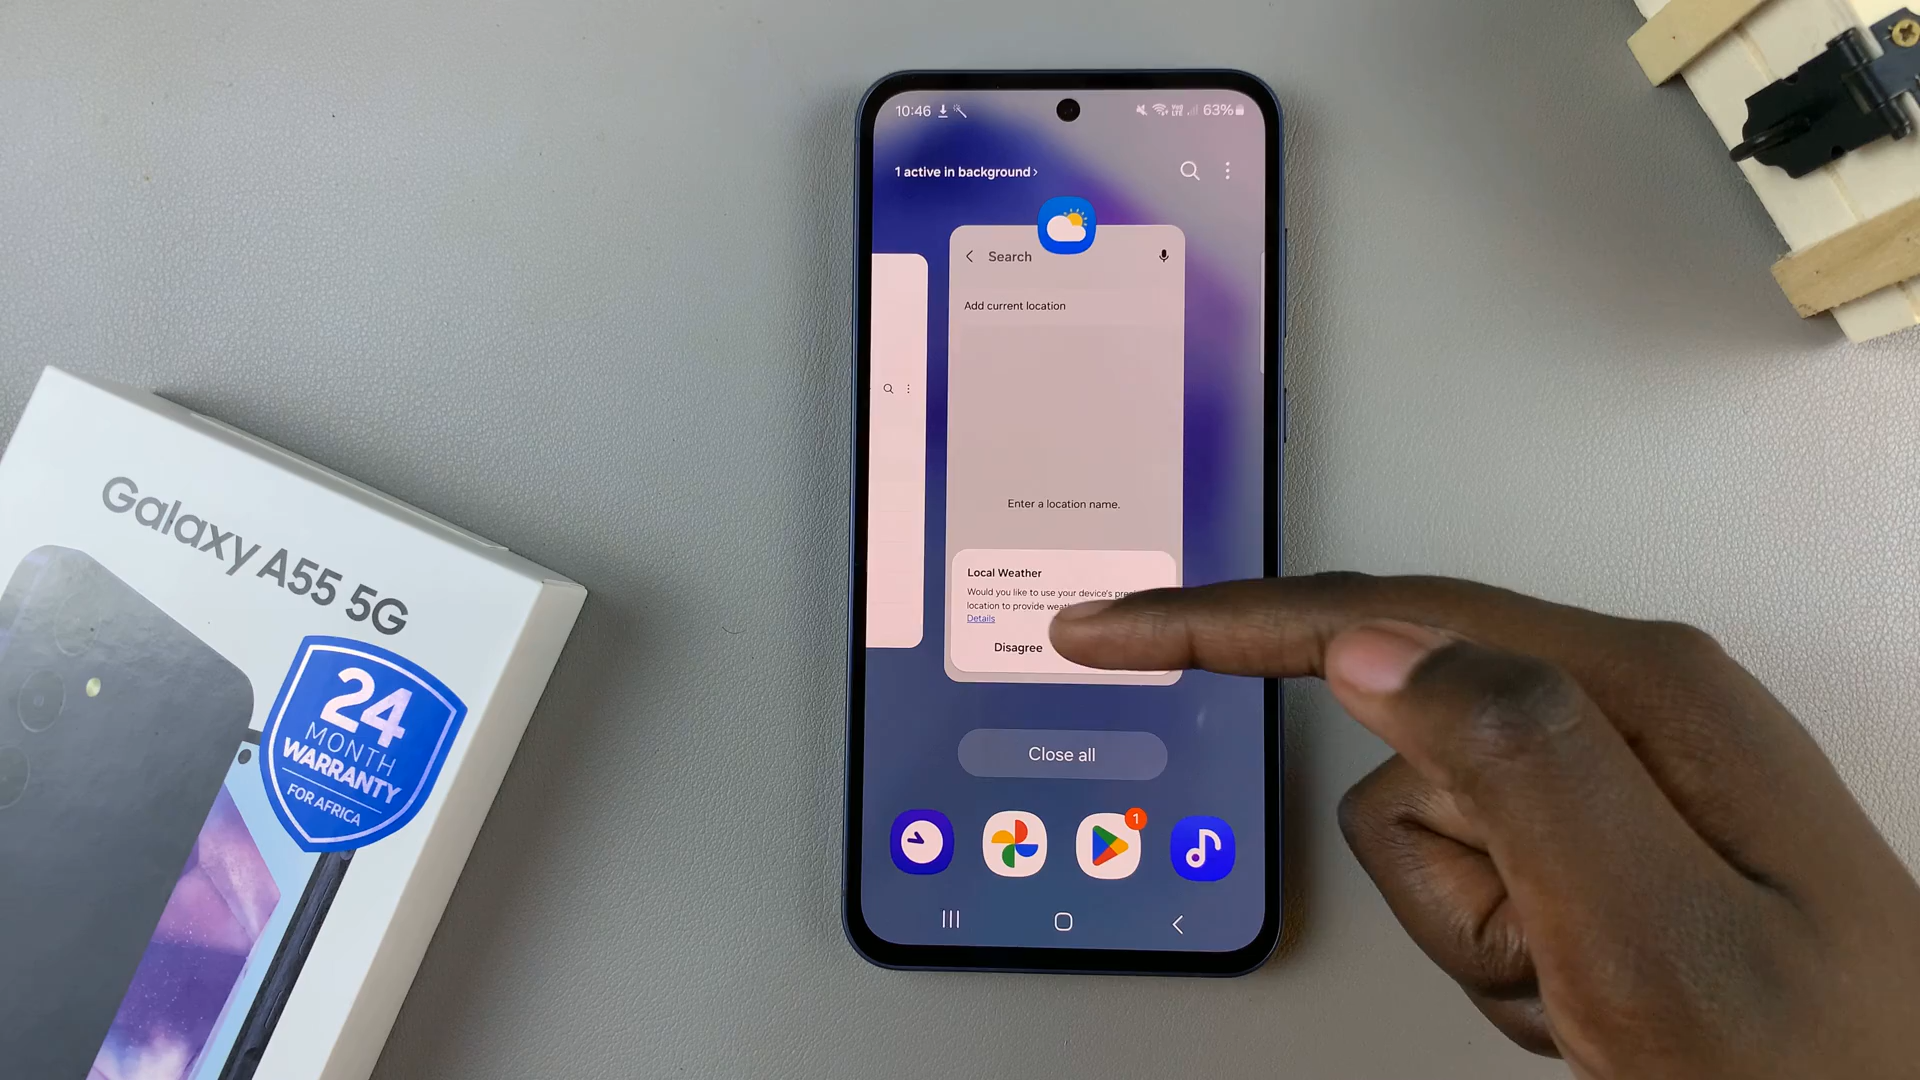 10:46
63%
1 active in background ›
Search
Add current location
Enter a location name.
Local Weather
Would you like to use your device's
location to provide
Details
Disagree
Close all
1
Galaxy A55 5G
24
MONTH
WARRANTY
FOR AFRICA